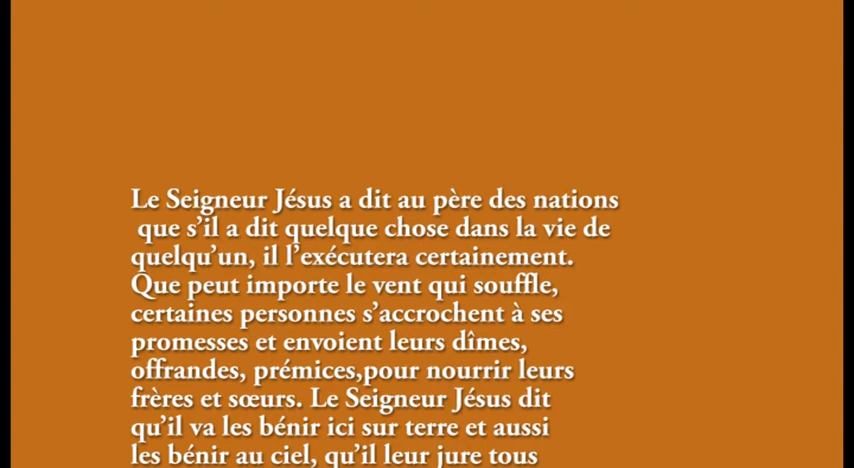 Le Seigneur Jésus a dit au père des nations
que s'il a dit quelque chose dans la vie de
quelqu'un, il l'exécutera certainement.
Que peut importe le vent qui souffle,
certaines personnes s'accrochent à ses
promesses et envoient leurs dîmes,
offrandes, prémices,pour nourrir leurs
frères et sœurs. Le Seigneur Jésus dit
qu'il va les bénir ici sur terre et aussi
les bénir au ciel, qu'il leur jure tous